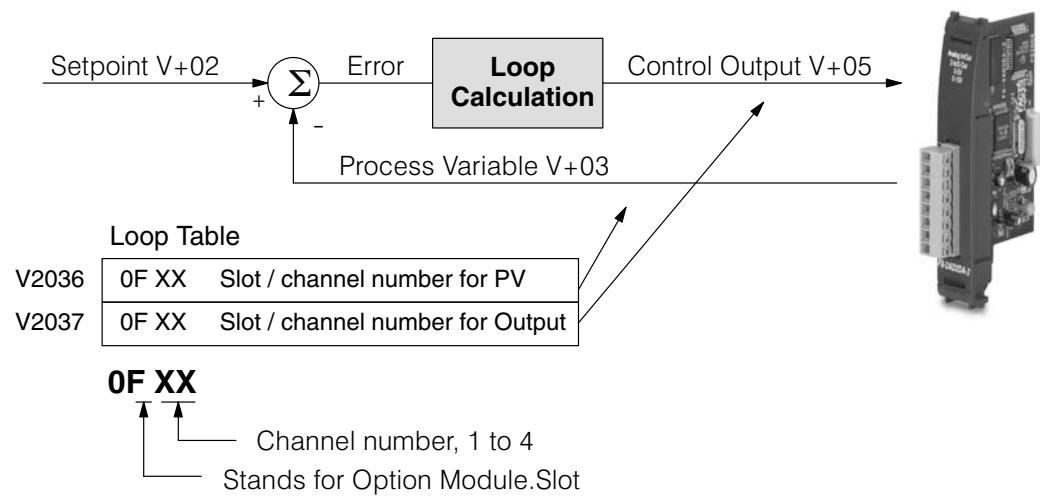 Setpoint V+02
+
Σ
−
Error
Loop
Calculation
Control Output V+05
Process Variable V+03
Loop Table
V2036 0F XX Slot / channel number for PV
V2037 0F XX Slot / channel number for Output
0F XX
Channel number, 1 to 4
Stands for Option Module.Slot